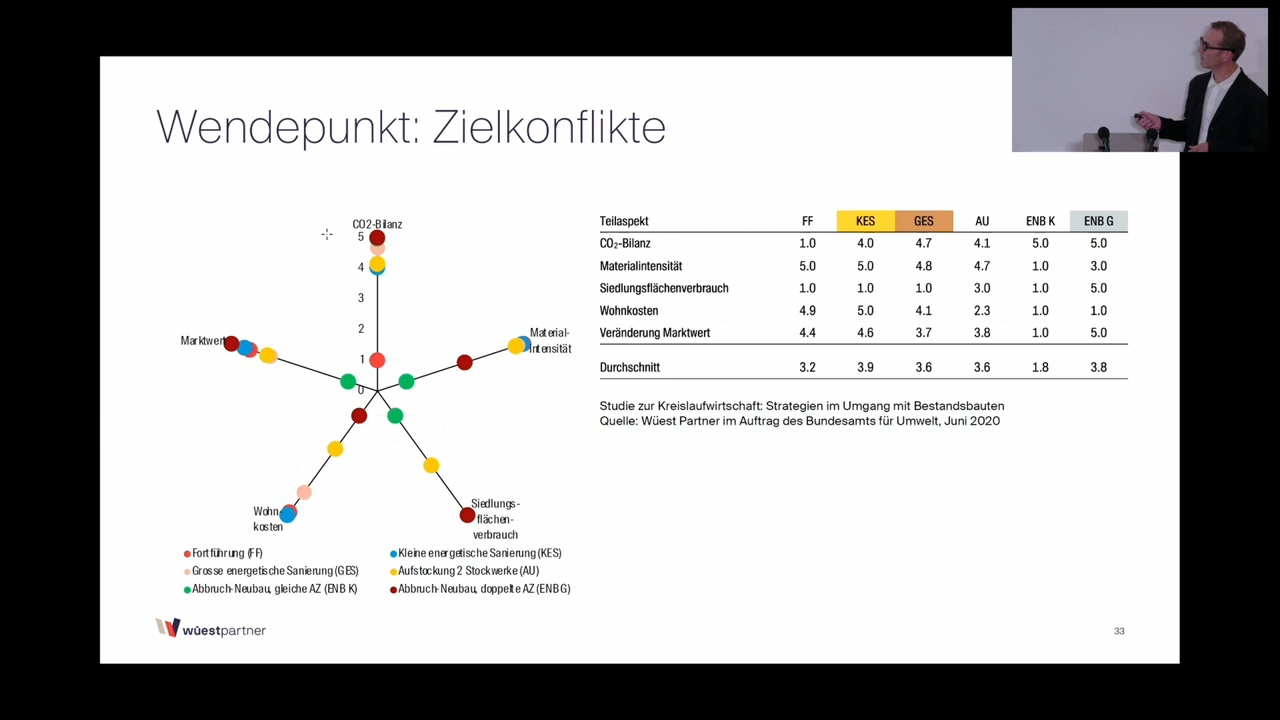 Wendepunkt: Zielkonflikte
CO2-Bilanz
5
4
3
2
1
0
Marktwert
Material-
intensität
Wohn-
kosten
Siedlungs-
flächen-
verbrauch
Fortführung (FF)
Kleine energetische Sanierung (KES)
Grosse energetische Sanierung (GES)
Aufstockung 2 Stockwerke (AU)
Abbruch-Neubau, gleiche AZ (ENB K)
Abbruch-Neubau, doppelte AZ (ENB G)
Teilaspekt FF KES GES AU ENB K ENB G
CO₂-Bilanz 1.0 4.0 4.7 4.1 5.0 5.0
Materialintensität 5.0 5.0 4.8 4.7 1.0 3.0
Siedlungsflächenverbrauch 1.0 1.0 1.0 3.0 1.0 5.0
Wohnkosten 4.9 5.0 4.1 2.3 1.0 1.0
Veränderung Marktwert 4.4 4.6 3.7 3.8 1.0 5.0
Durchschnitt 3.2 3.9 3.6 3.6 1.8 3.8
Studie zur Kreislaufwirtschaft: Strategien im Umgang mit Bestandsbauten
Quelle: Wüest Partner im Auftrag des Bundesamts für Umwelt, Juni 2020
wüestpartner
33